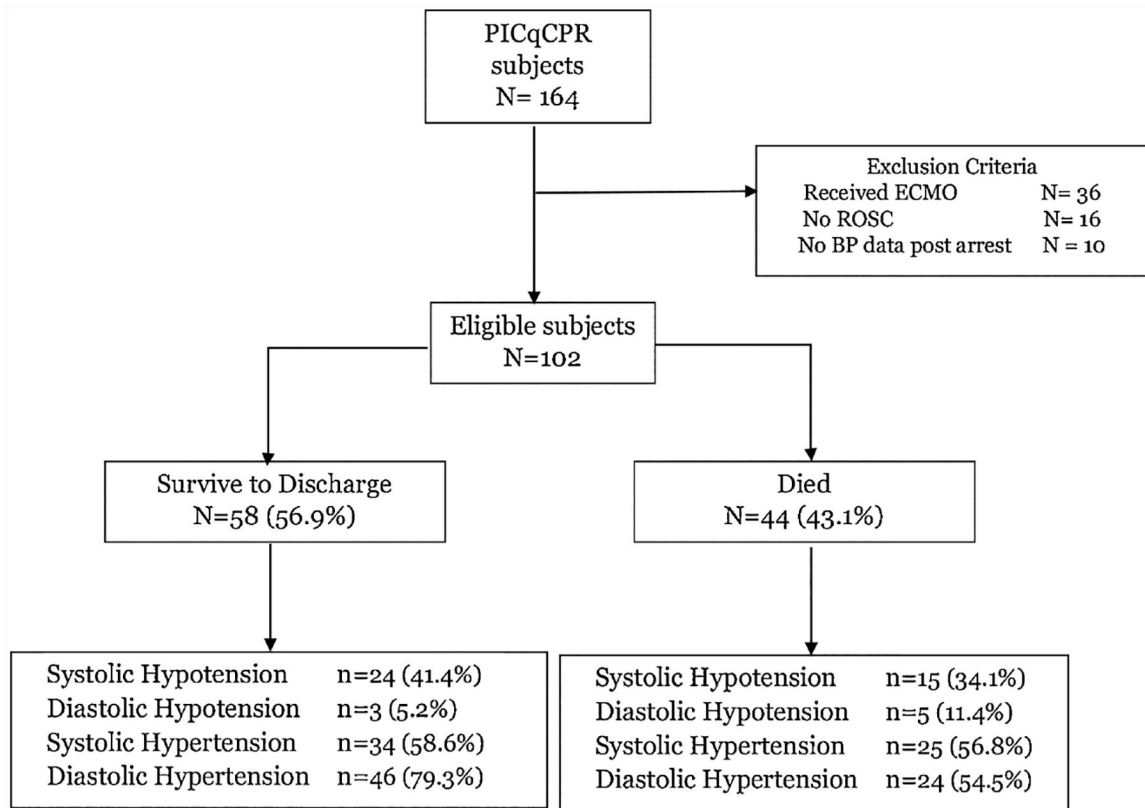 PICqCPR
subjects
N= 164
Exclusion Criteria
Received ECMO N= 36
No ROSC N= 16
No BP data post arrest N = 10
Eligible subjects
N=102
Survive to Discharge
N=58 (56.9%)
Died
N=44 (43.1%)
Systolic Hypotension n=24 (41.4%)
Diastolic Hypotension n=3 (5.2%)
Systolic Hypertension n=34 (58.6%)
Diastolic Hypertension n=46 (79.3%)
Systolic Hypotension n=15 (34.1%)
Diastolic Hypotension n=5 (11.4%)
Systolic Hypertension n=25 (56.8%)
Diastolic Hypertension n=24 (54.5%)